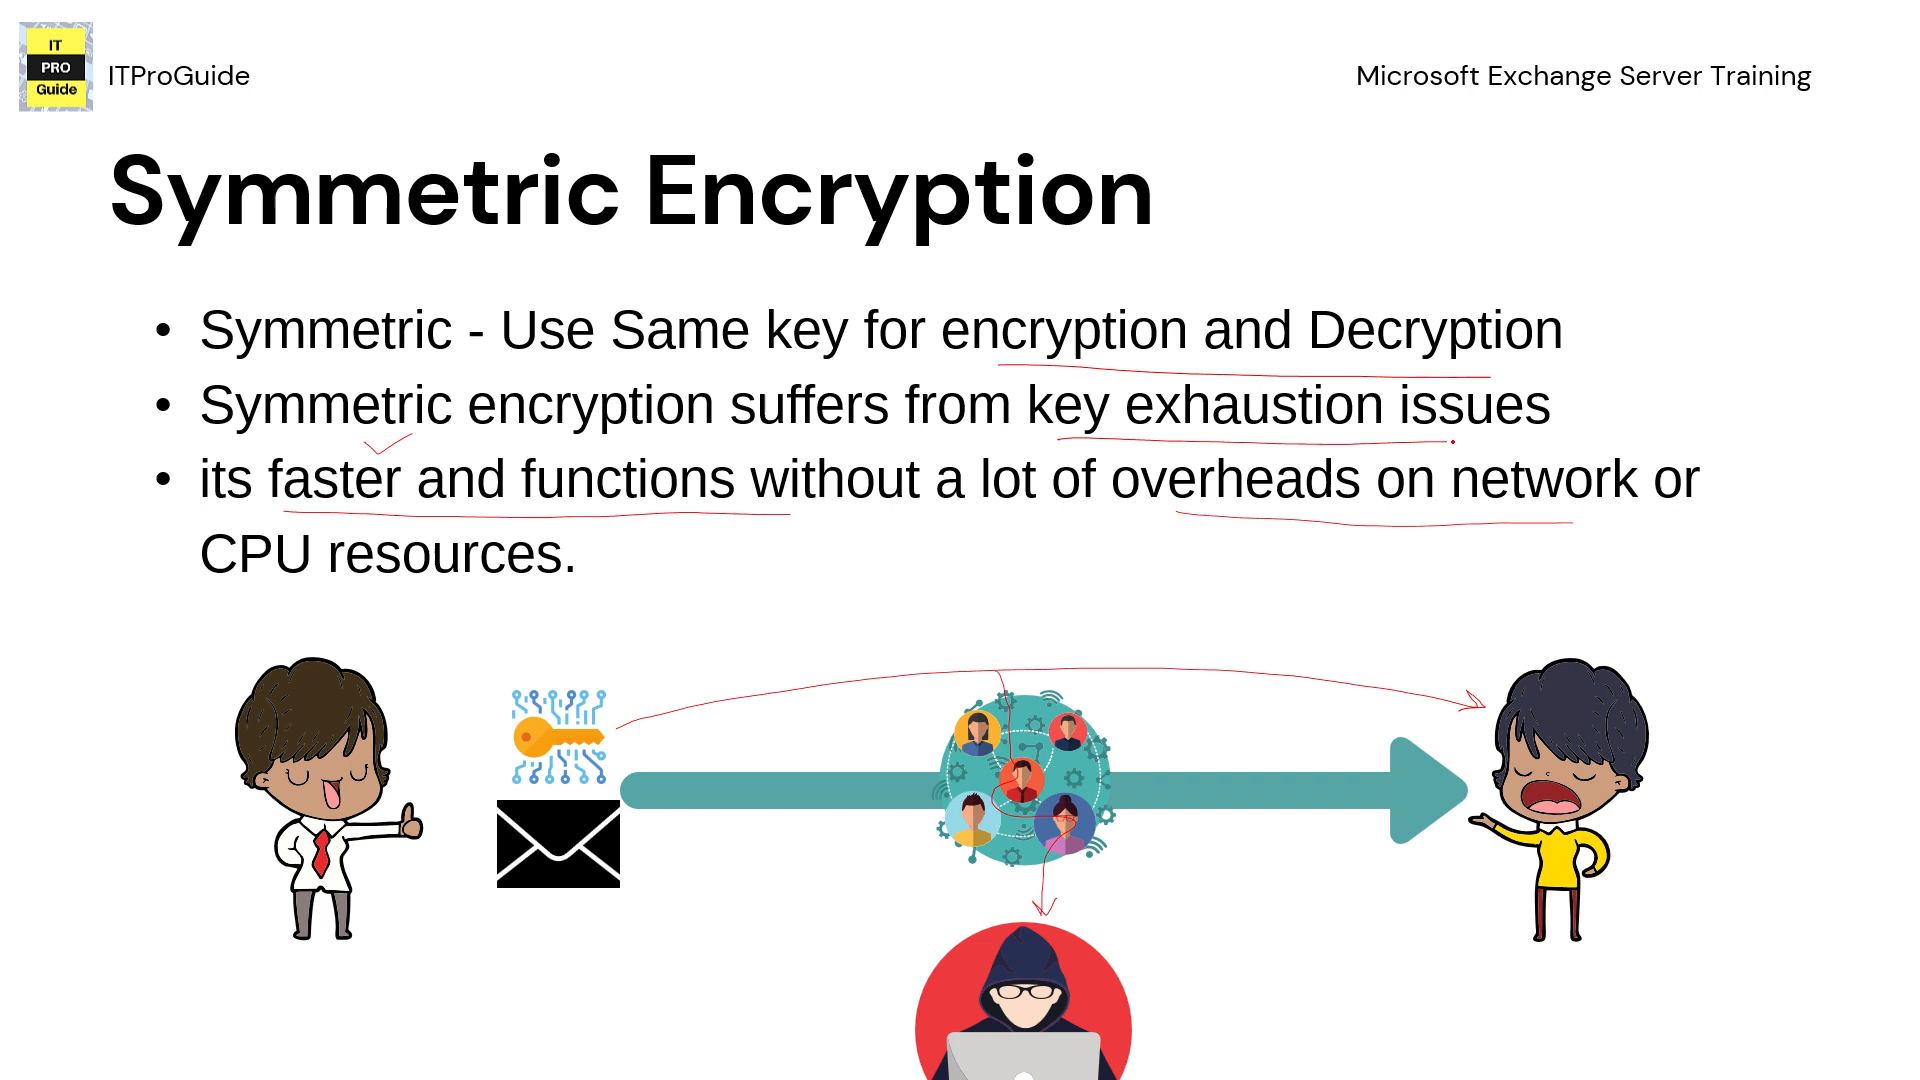 IT
PRO
Guide
ITProGuide
Microsoft Exchange Server Training
Symmetric Encryption
• Symmetric - Use Same key for encryption and Decryption
• Symmetric encryption suffers from key exhaustion issues
• its faster and functions without a lot of overheads on network or
CPU resources.